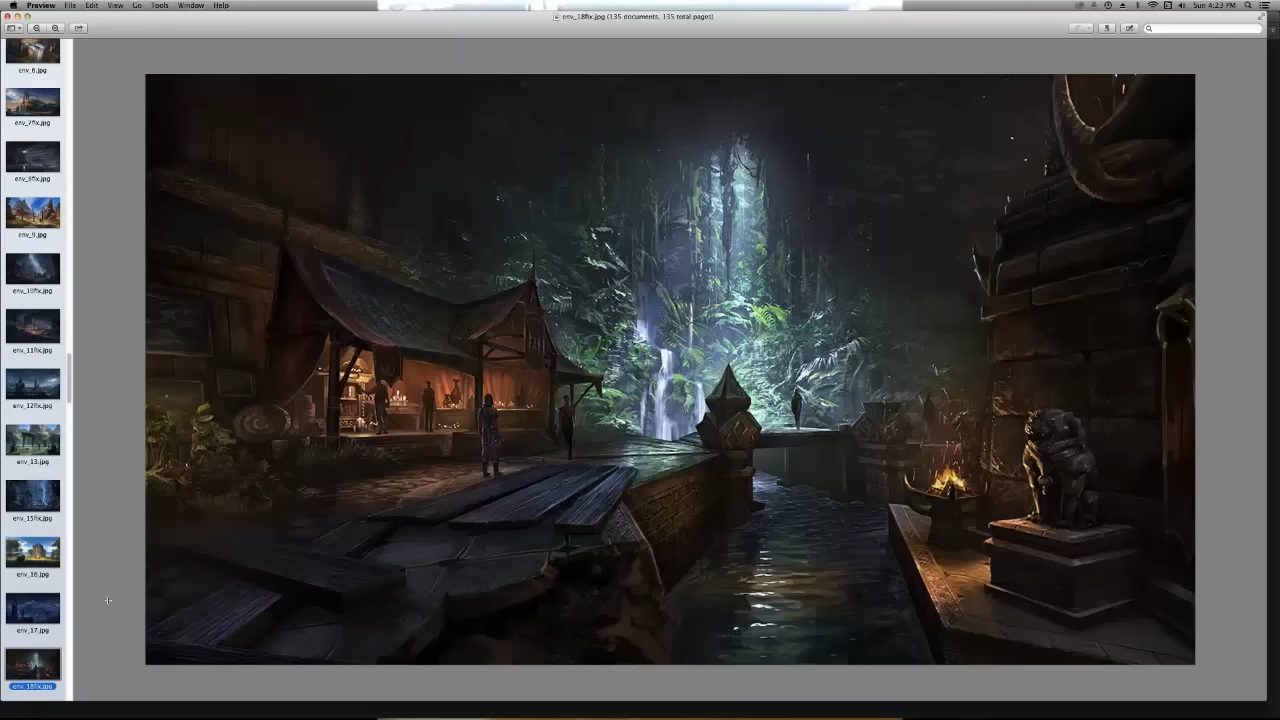 Preview File Edit View Go Tools Window Help Sun 4:23 PM
env_18fix.jpg (135 documents, 135 total pages)
env_6.jpg
env_7fix.jpg
env_8fix.jpg
env_9.jpg
env_10fix.jpg
env_11fix.jpg
env_12fix.jpg
env_13.jpg
env_15fix.jpg
env_16.jpg
env_17.jpg
env_18fix.jpg